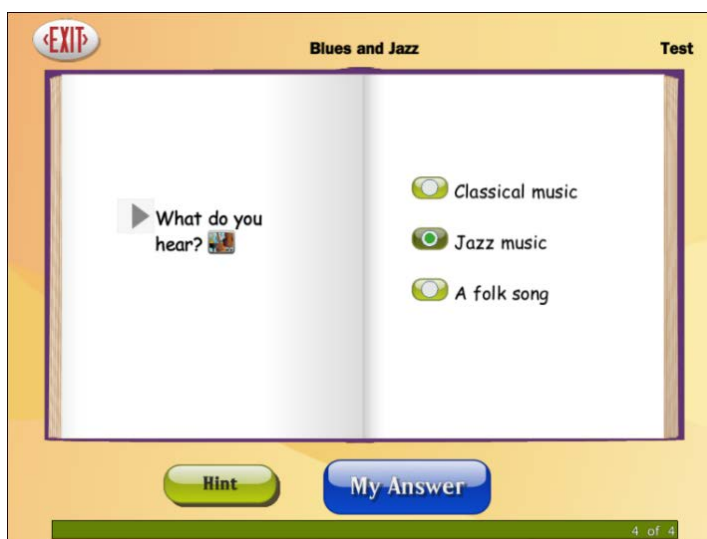 ‹EXIT›
Blues and Jazz
Test
What do you
hear?
Classical music
Jazz music
A folk song
Hint
My Answer
4 of 4